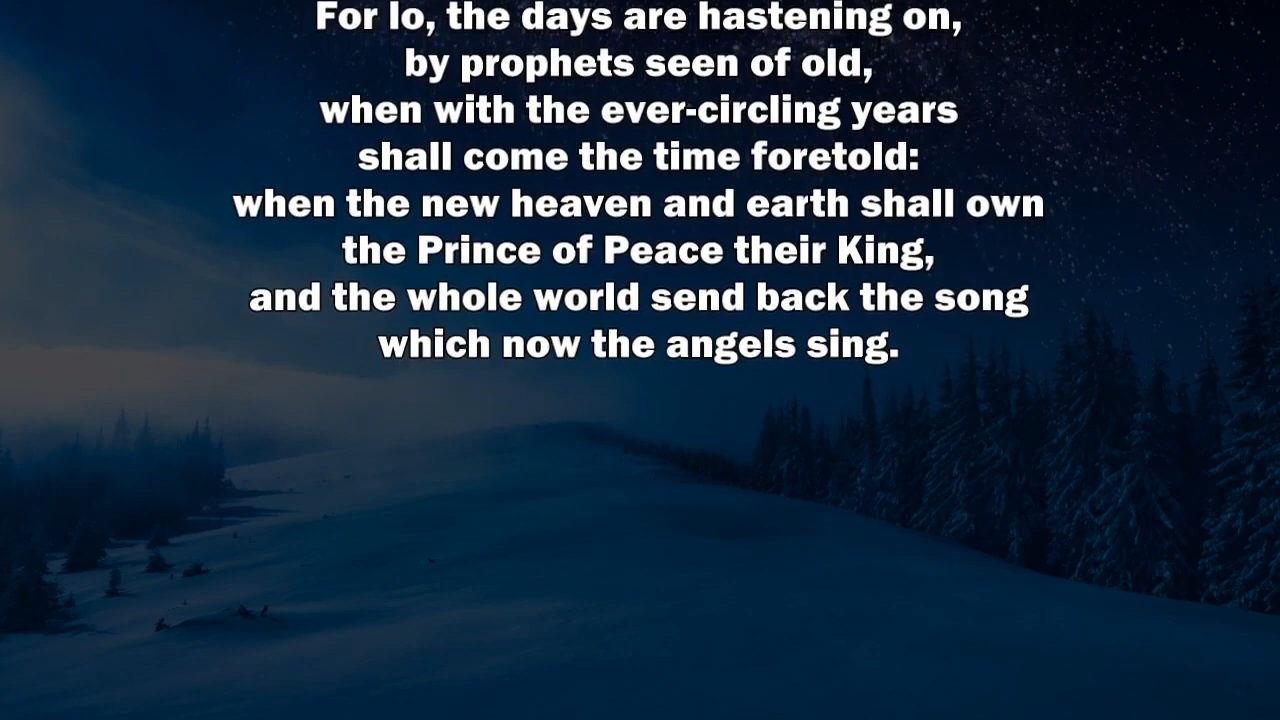 For lo, the days are hastening on,
by prophets seen of old,
when with the ever-circling years
shall come the time foretold:
when the new heaven and earth shall own
the Prince of Peace their King,
and the whole world send back the song
which now the angels sing.